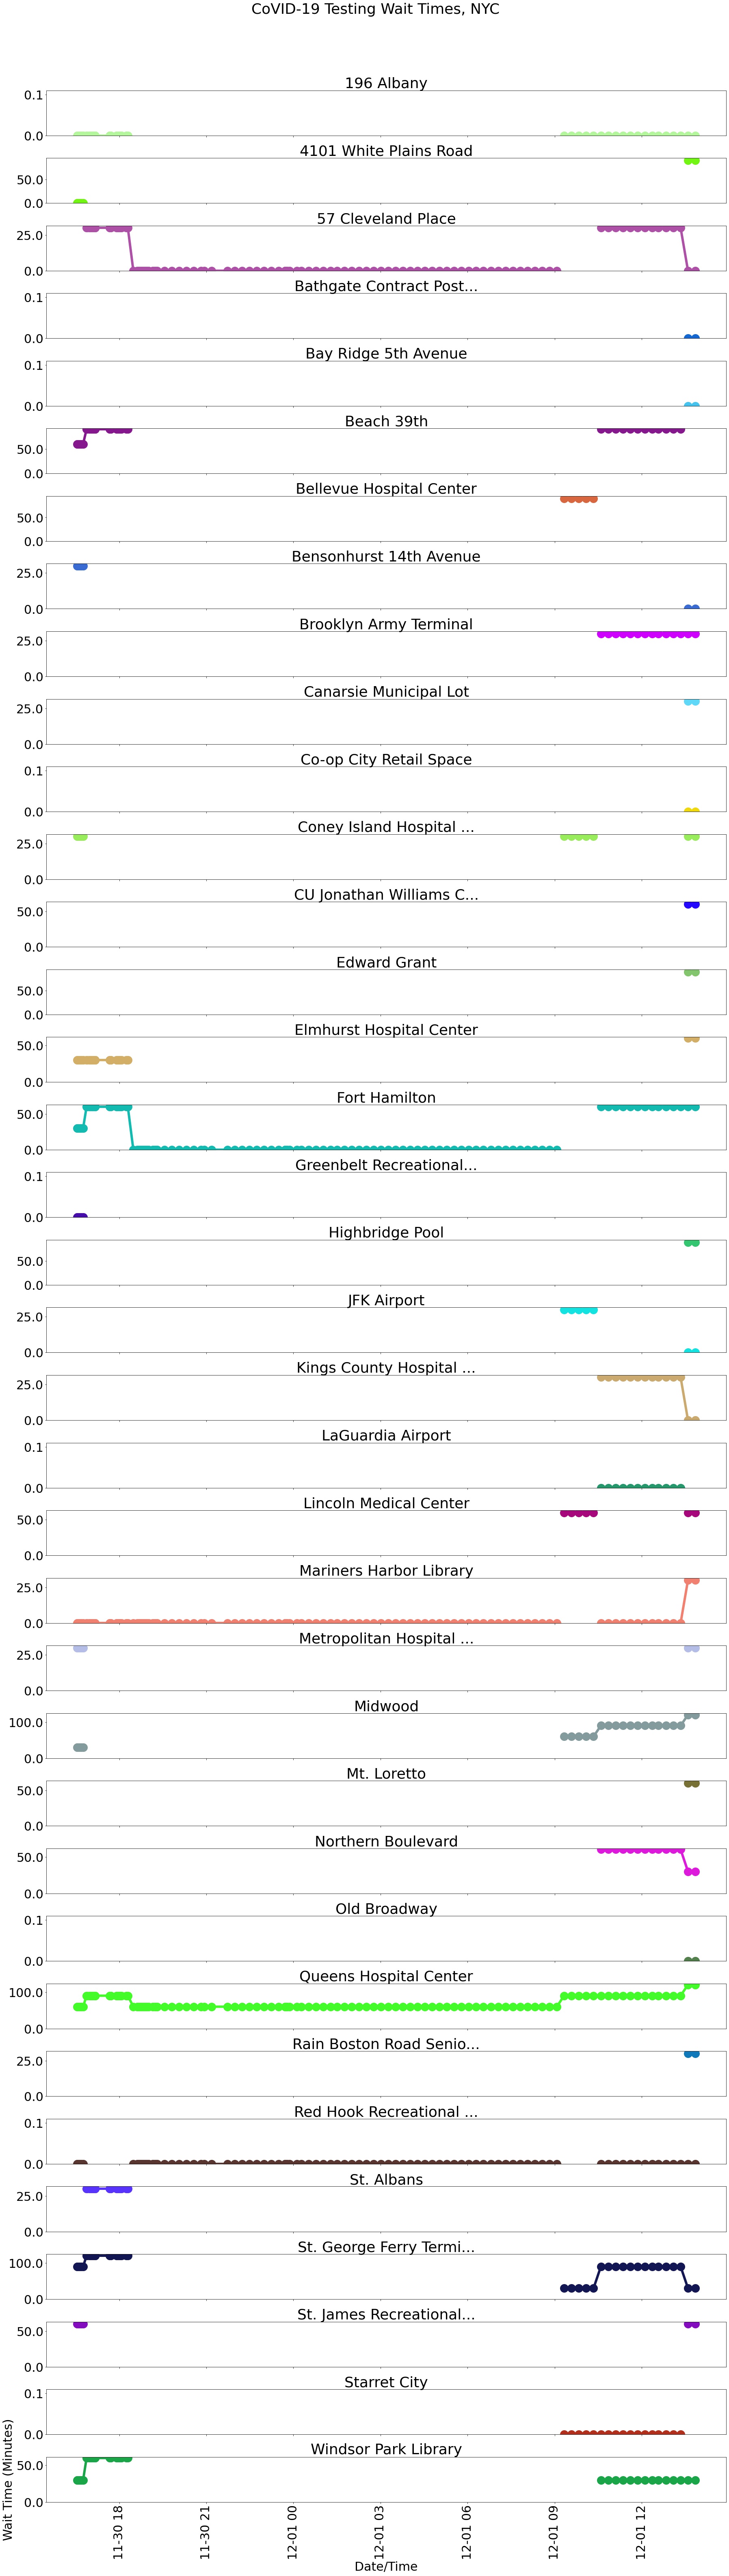 CoVID-19 Testing Wait Times, NYC
196 Albany
0.1
0.0
4101 White Plains Road
50.0
0.0
57 Cleveland Place
25.0
0.0
Bathgate Contract Post...
0.1
0.0
Bay Ridge 5th Avenue
0.1
0.0
Beach 39th
50.0
0.0
Bellevue Hospital Center
50.0
0.0
Bensonhurst 14th Avenue
25.0
0.0
Brooklyn Army Terminal
25.0
0.0
Canarsie Municipal Lot
25.0
0.0
Co-op City Retail Space
0.1
0.0
Coney Island Hospital ...
25.0
0.0
CU Jonathan Williams C...
50.0
0.0
Edward Grant
50.0
0.0
Elmhurst Hospital Center
50.0
0.0
Fort Hamilton
50.0
0.0
Greenbelt Recreational...
0.1
0.0
Highbridge Pool
50.0
0.0
JFK Airport
25.0
0.0
Kings County Hospital ...
25.0
0.0
LaGuardia Airport
0.1
0.0
Lincoln Medical Center
50.0
0.0
Mariners Harbor Library
25.0
0.0
Metropolitan Hospital ...
25.0
0.0
Midwood
100.0
0.0
Mt. Loretto
50.0
0.0
Northern Boulevard
50.0
0.0
Old Broadway
0.1
0.0
Queens Hospital Center
100.0
0.0
Rain Boston Road Senio...
25.0
0.0
Red Hook Recreational ...
0.1
0.0
St. Albans
25.0
0.0
St. George Ferry Termi...
100.0
0.0
St. James Recreational...
50.0
0.0
Starret City
0.1
0.0
Windsor Park Library
50.0
0.0
Wait Time (Minutes)
11-30 18
11-30 21
12-01 00
12-01 03
12-01 06
12-01 09
12-01 12
Date/Time